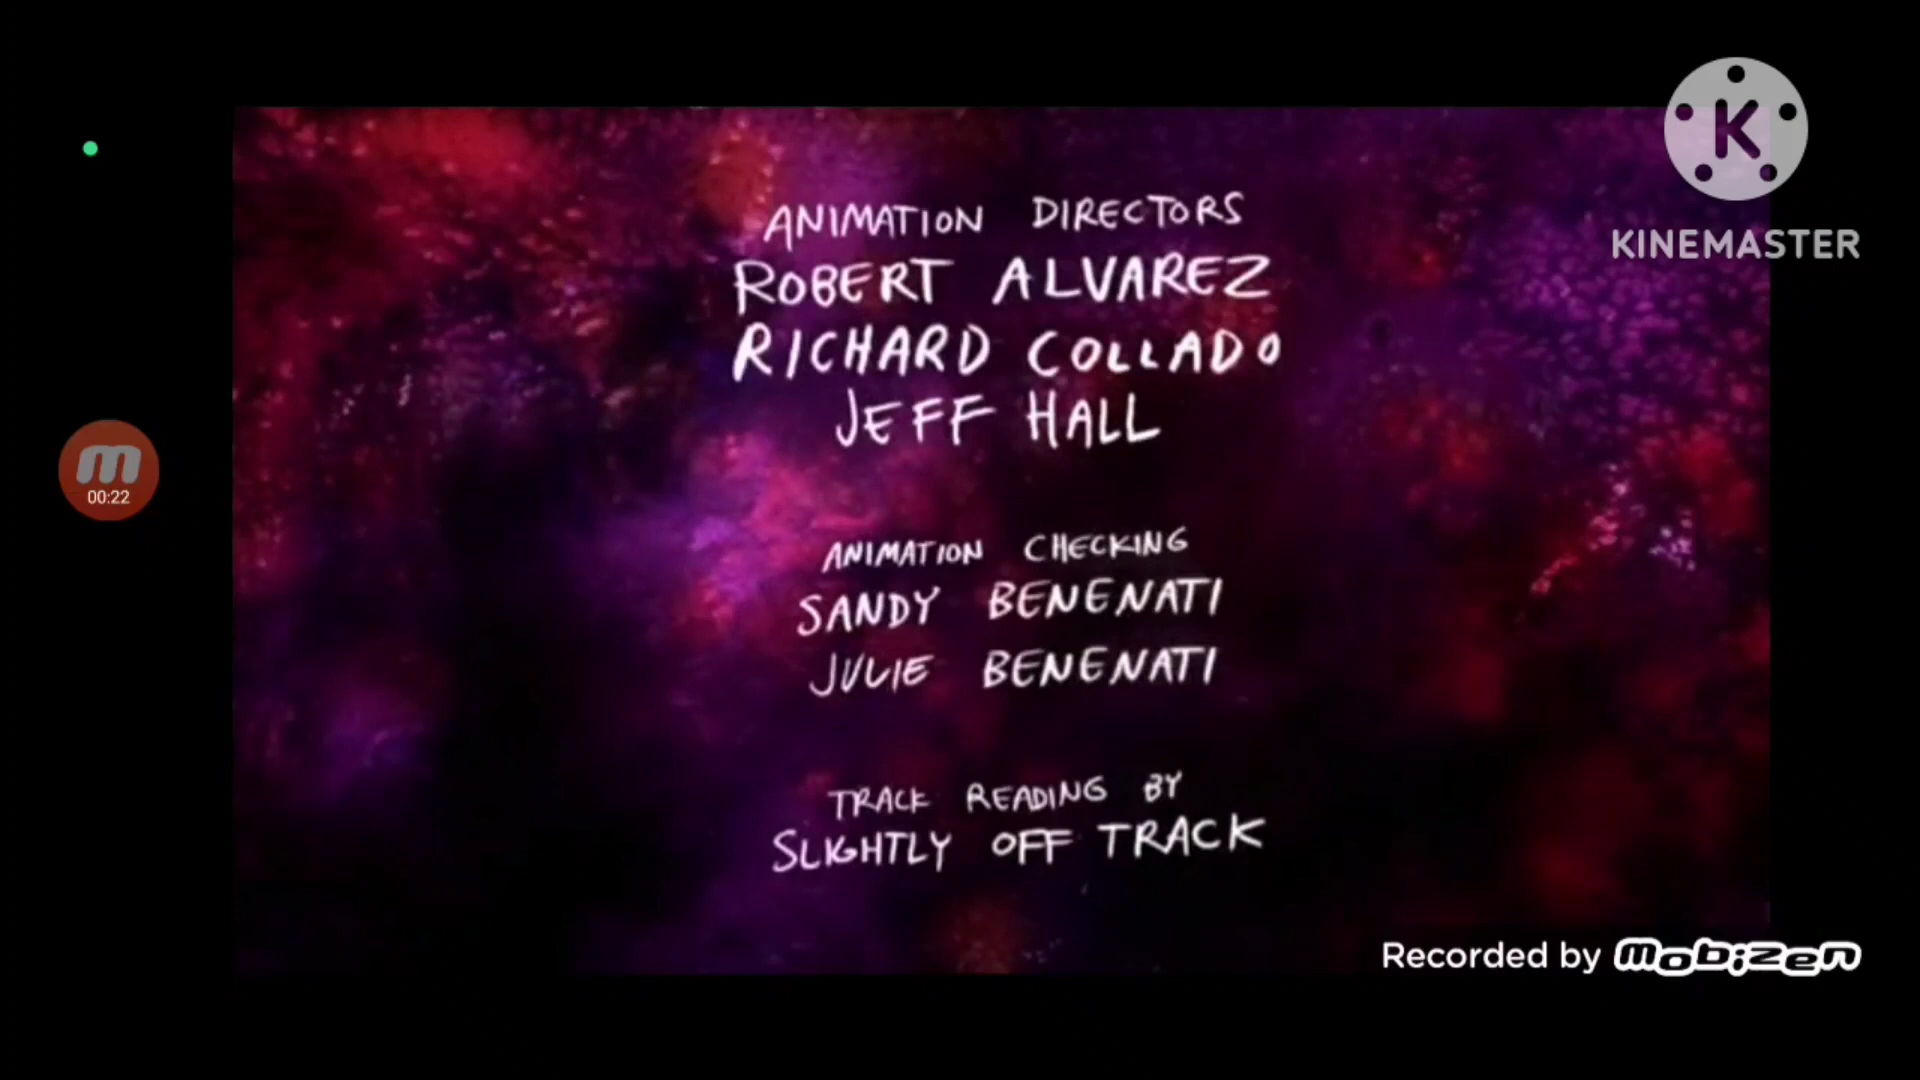 KINEMASTER
ANIMATION DIRECTORS
ROBERT ALVAREZ
RICHARD COLLADO
JEFF HALL
00:22
ANIMATION CHECKING
SANDY BENENATI
JULIE BENENATI
TRACK READING BY
SLIGHTLY OFF TRACK
Recorded by mobizen